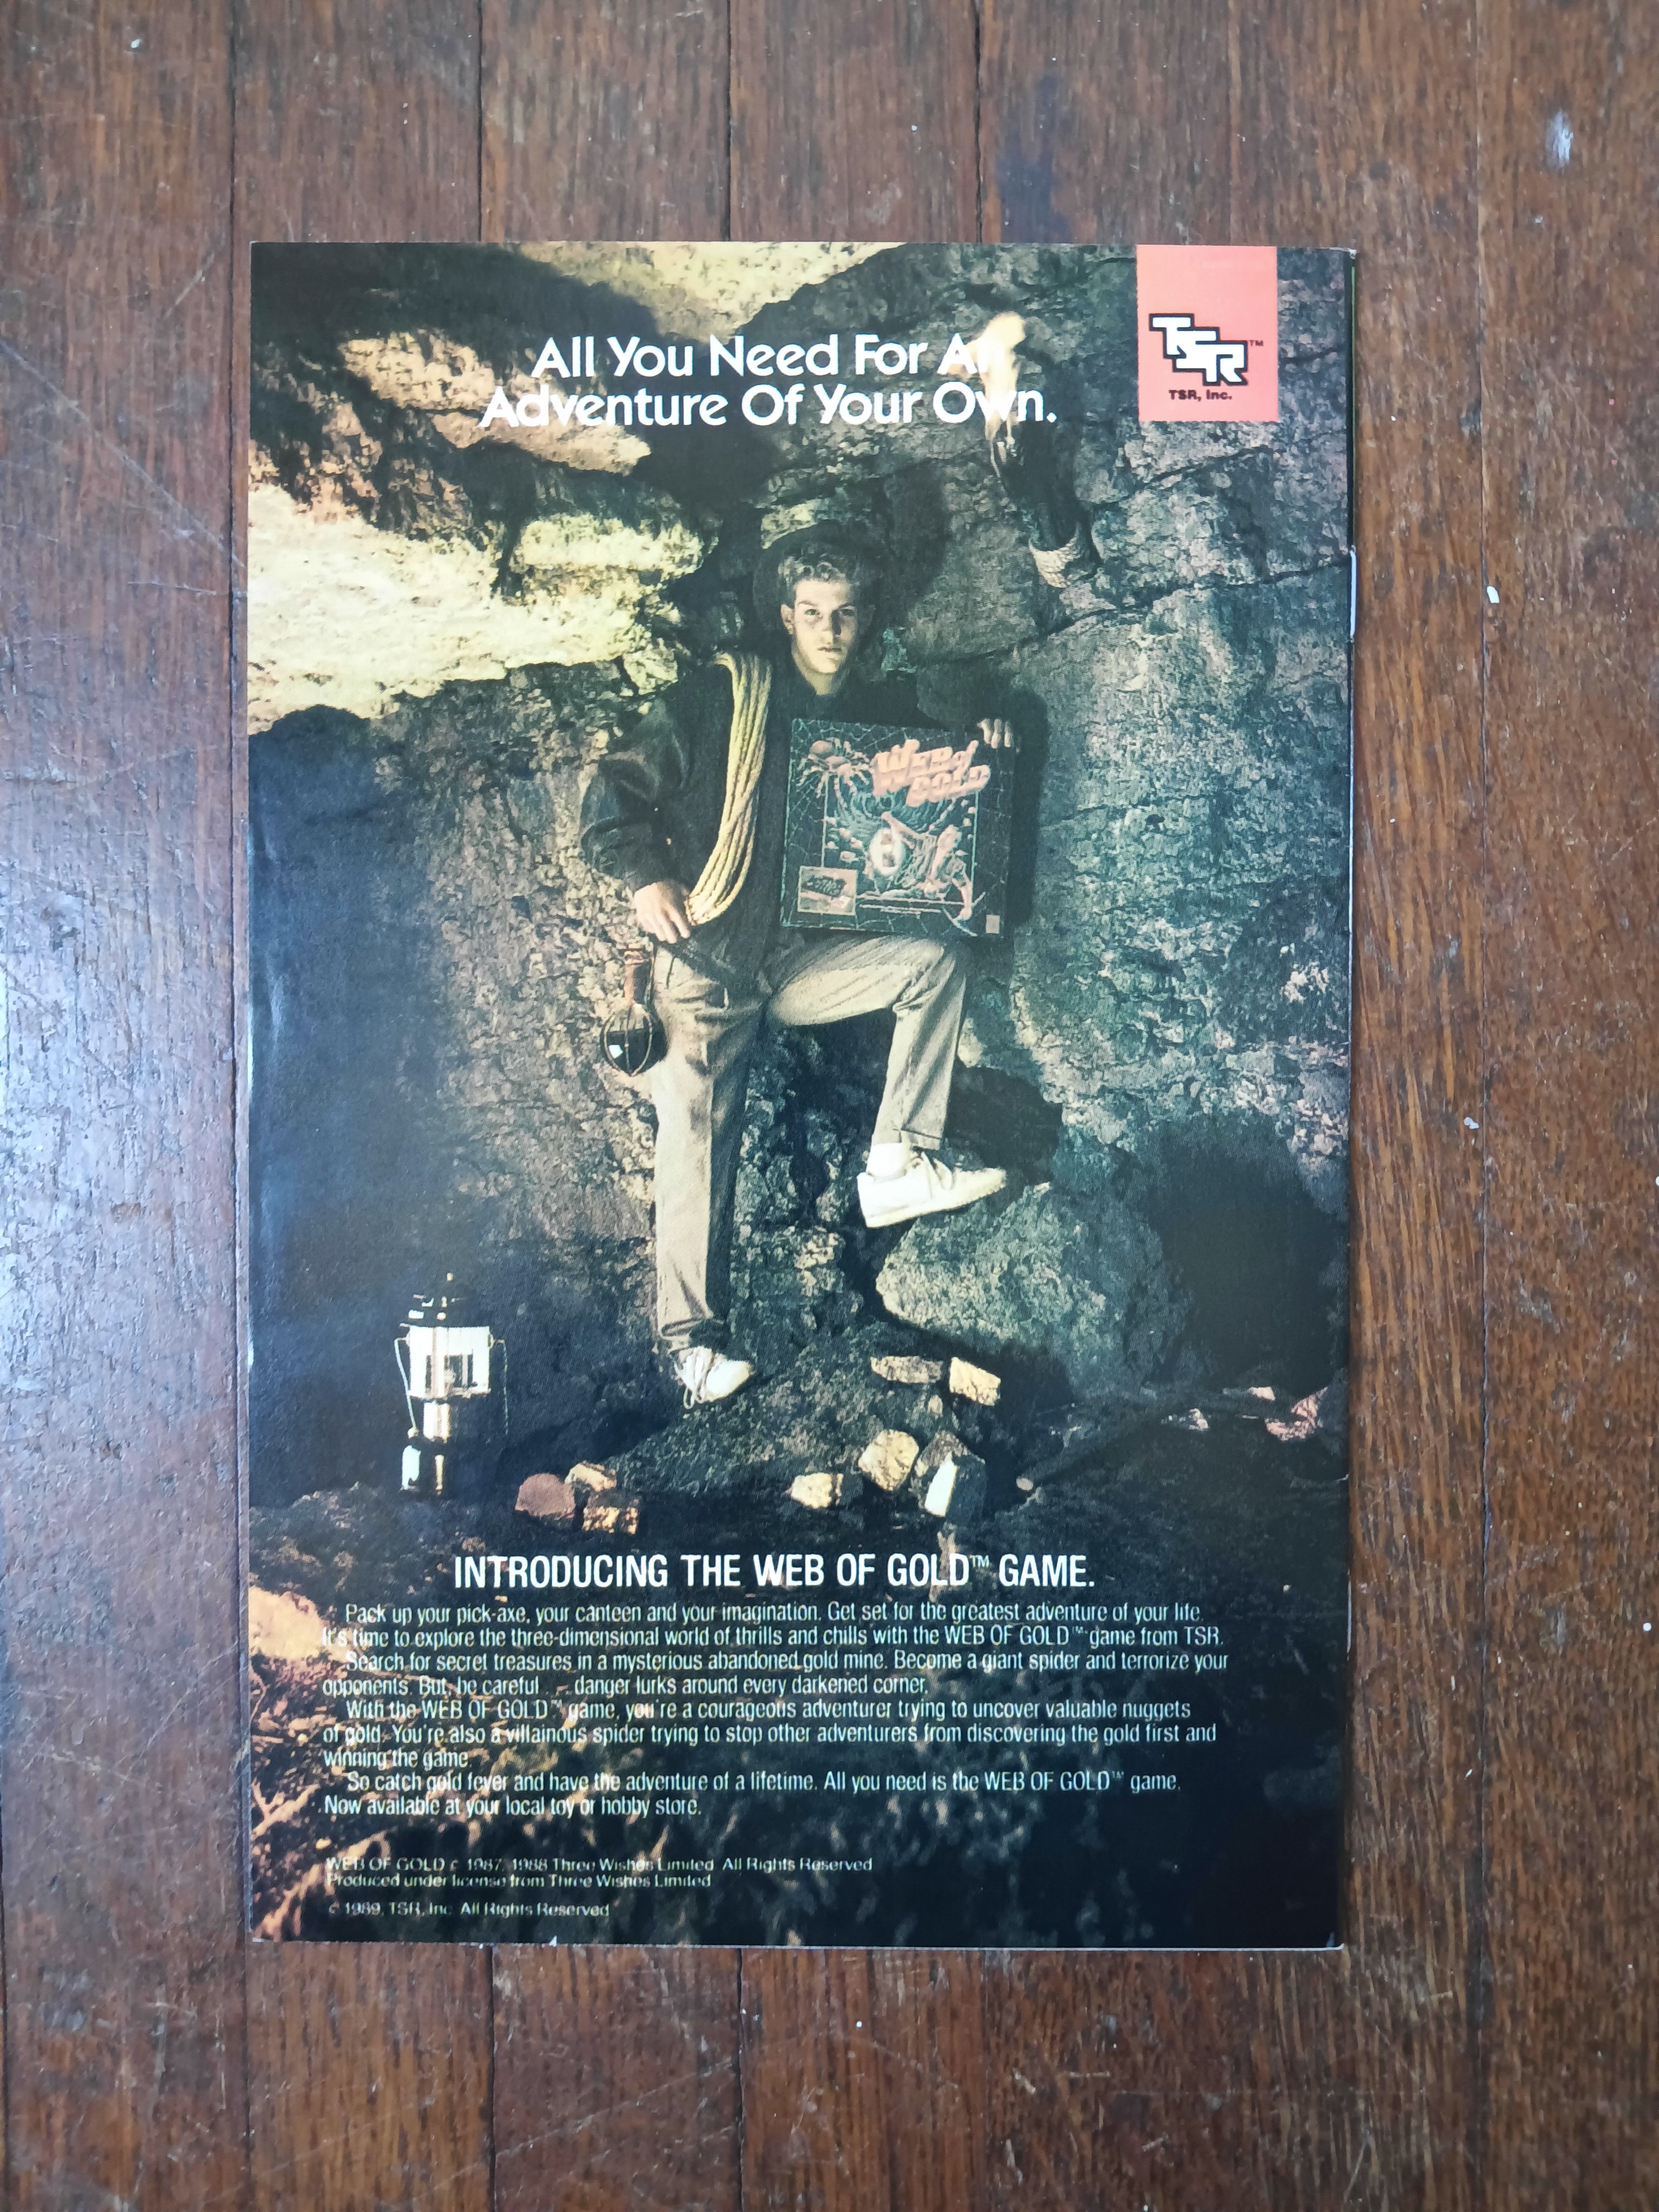 All You Need For An
Adventure Of Your Own.
TSR™
TSR, Inc.
WEB of
GOLD
INTRODUCING THE WEB OF GOLD™ GAME.
Pack up your pick-axe, your canteen and your imagination. Get set for the greatest adventure of your life.
It's time to explore the three-dimensional world of thrills and chills with the WEB OF GOLD™ game from TSR.
Search for secret treasures in a mysterious abandoned gold mine. Become a giant spider and terrorize your
opponents. But, be careful . . . danger lurks around every darkened corner.
With the WEB OF GOLD™ game, you're a courageous adventurer trying to uncover valuable nuggets
of gold. You're also a villainous spider trying to stop other adventurers from discovering the gold first and
winning the game.
So catch gold fever and have the adventure of a lifetime. All you need is the WEB OF GOLD™ game.
Now available at your local toy or hobby store.
WEB OF GOLD c 1987, 1988 Three Wishes Limited All Rights Reserved
Produced under license from Three Wishes Limited
c 1989, TSR, Inc. All Rights Reserved